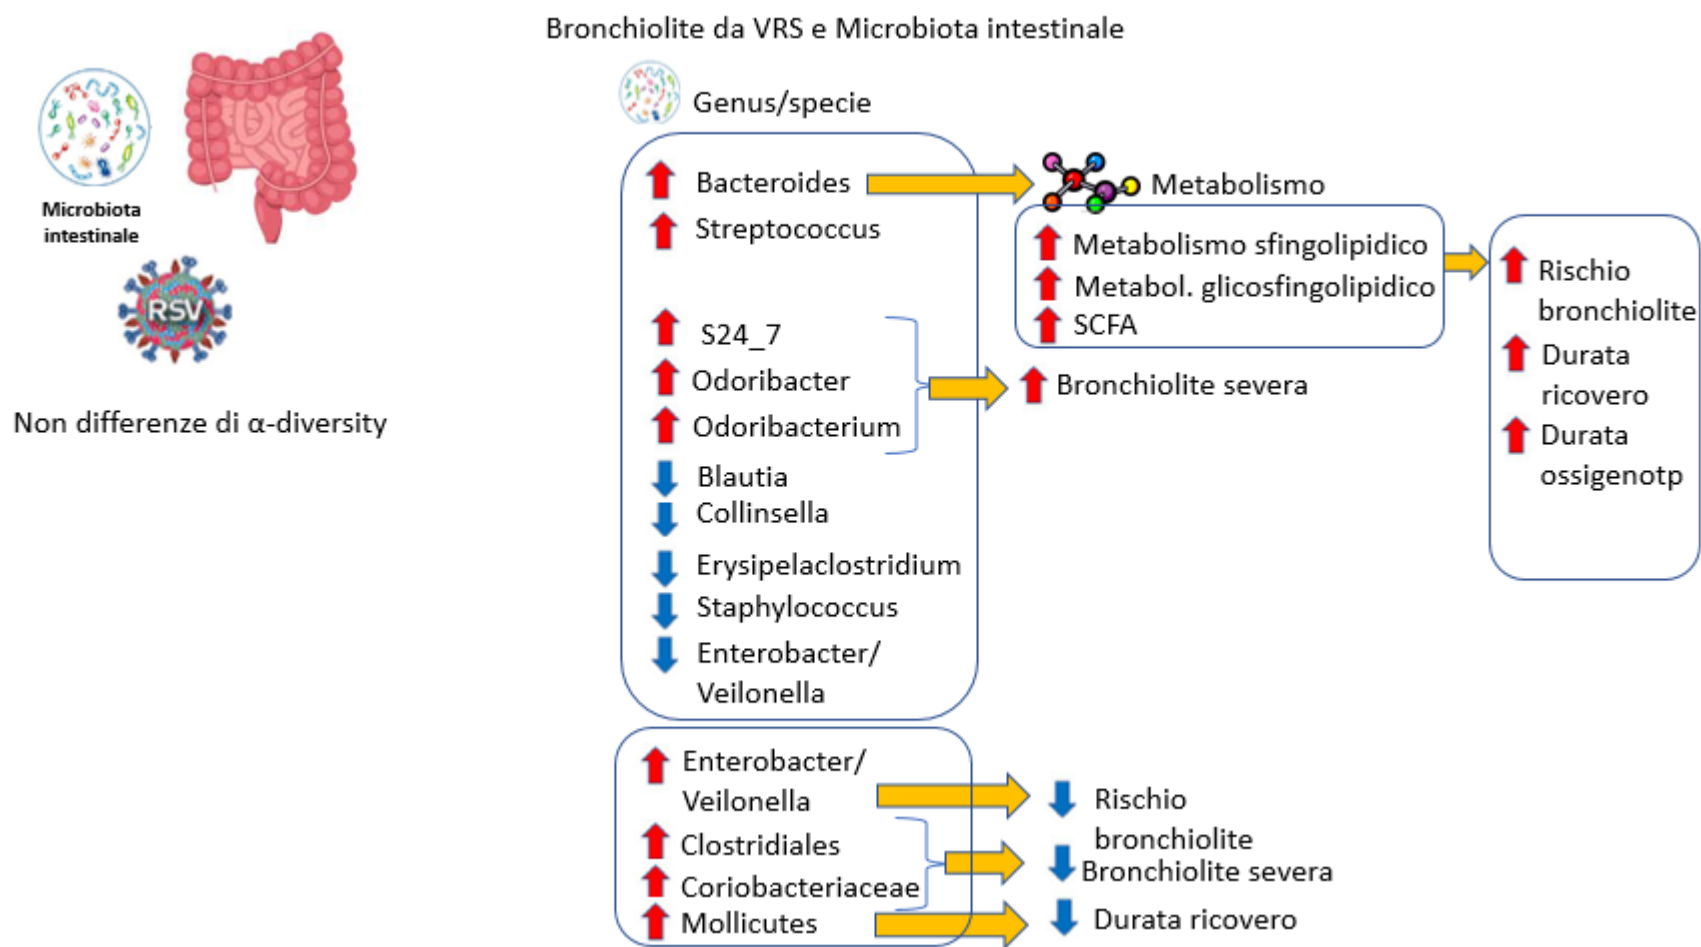 Bronchiolite da VRS e Microbiota intestinale
Microbiota
intestinale
RSV
Non differenze di α-diversity
Genus/specie
Bacteroides
Streptococcus
S24_7
Odoribacter
Odoribacterium
Blautia
Collinsella
Erysipelaclostridium
Staphylococcus
Enterobacter/
Veilonella
Metabolismo
Metabolismo sfingolipidico
Metabol. glicosfingolipidico
SCFA
Bronchiolite severa
Rischio
bronchiolite
Durata
ricovero
Durata
ossigenotp
Enterobacter/
Veilonella
Clostridiales
Coriobacteriaceae
Mollicutes
Rischio
bronchiolite
Bronchiolite severa
Durata ricovero